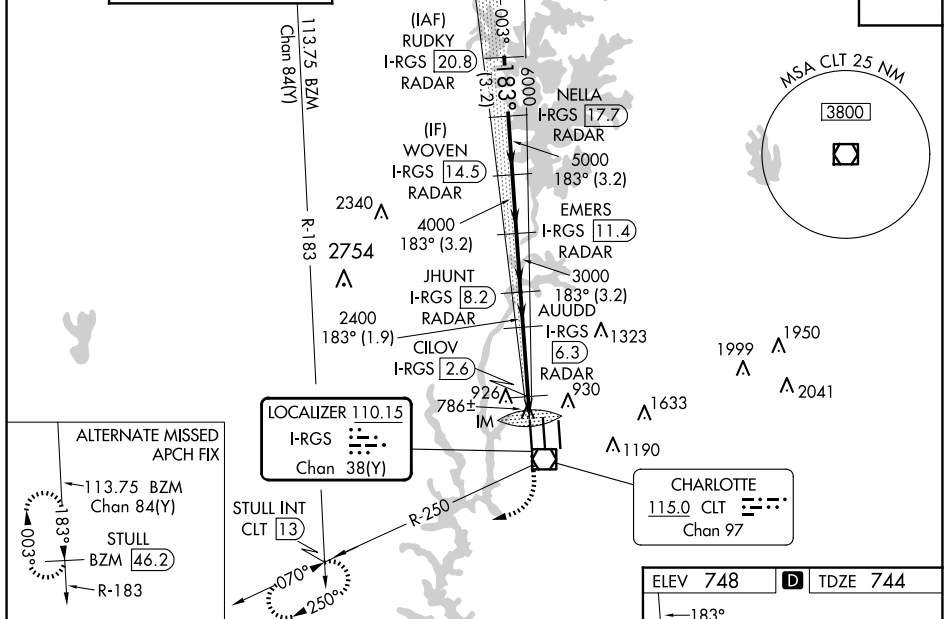 113.75 BZM
Chan 84(Y)
R-183
(IAF)
RUDKY
I-RGS 20.8
RADAR
003°
183°
(3.2)
6000
NELLA
I-RGS 17.7
RADAR
MSA CLT 25 NM
3800
(IF)
WOVEN
I-RGS 14.5
RADAR
5000
183° (3.2)
2340
4000
183° (3.2)
EMERS
I-RGS 11.4
RADAR
2754
JHUNT
I-RGS 8.2
RADAR
3000
183° (3.2)
2400
183° (1.9)
AUUDD
I-RGS
6.3
RADAR
1323
CILOV
I-RGS 2.6
1999
1950
2041
926
786±
IM
930
1633
1190
LOCALIZER 110.15
I-RGS
Chan 38(Y)
CHARLOTTE
115.0 CLT
Chan 97
R-250
STULL INT
CLT 13
070°
250°
ALTERNATE MISSED
APCH FIX
113.75 BZM
Chan 84(Y)
183°
003°
STULL
BZM 46.2
R-183
ELEV 748 D TDZE 744
183°